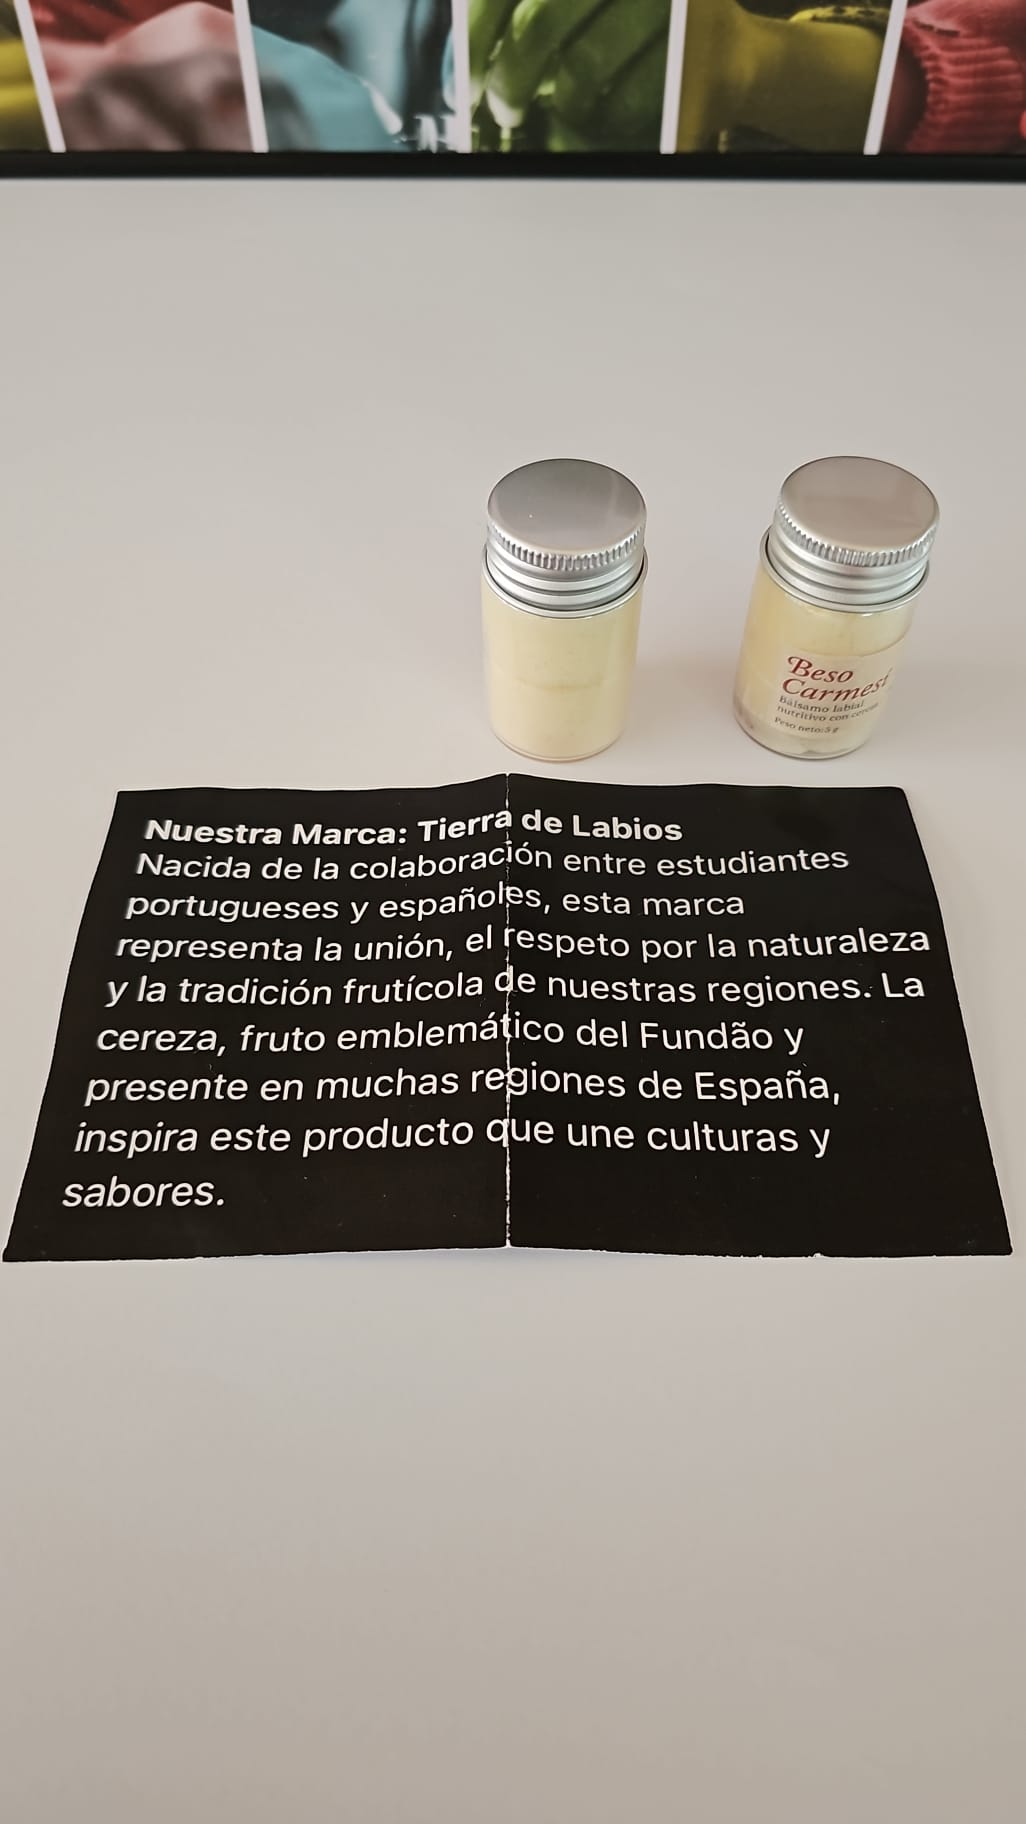 Beso
Carmesí
Bálsamo labial
nutritivo con cereza
Peso neto: 5 g
Nuestra Marca: Tierra de Labios
Nacida de la colaboración entre estudiantes
portugueses y españoles, esta marca
representa la unión, el respeto por la naturaleza
y la tradición frutícola de nuestras regiones. La
cereza, fruto emblemático del Fundão y
presente en muchas regiones de España,
inspira este producto que une culturas y
sabores.